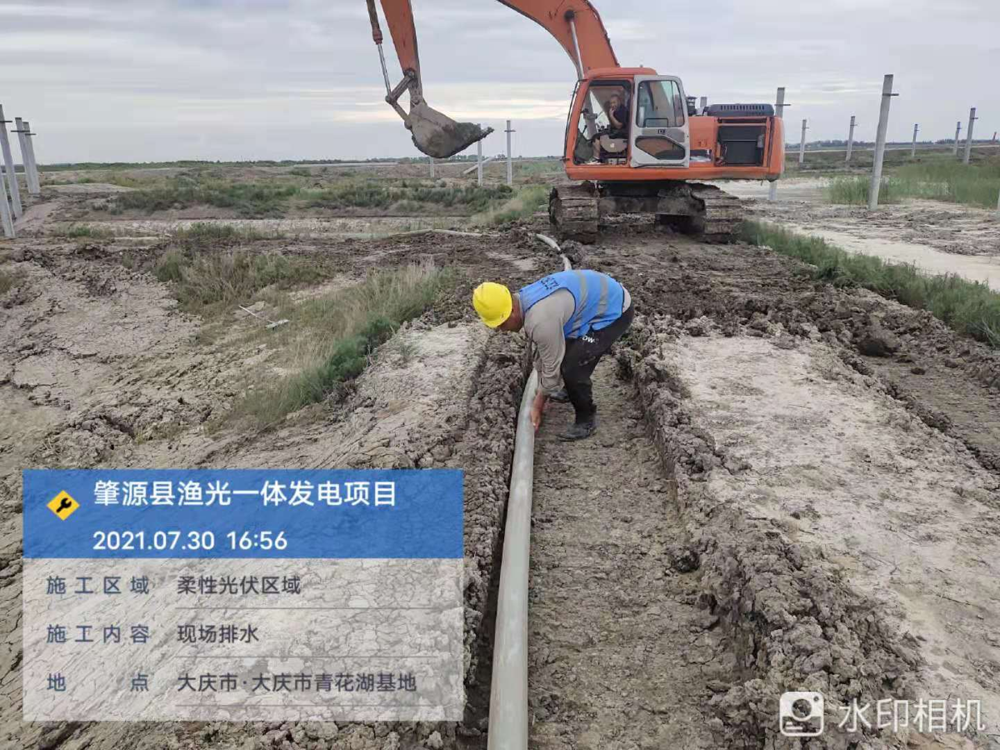 肇源县渔光一体发电项目
2021.07.30 16:56
施工区域 柔性光伏区域
施工内容 现场排水
地点 大庆市·大庆市青花湖基地
水印相机